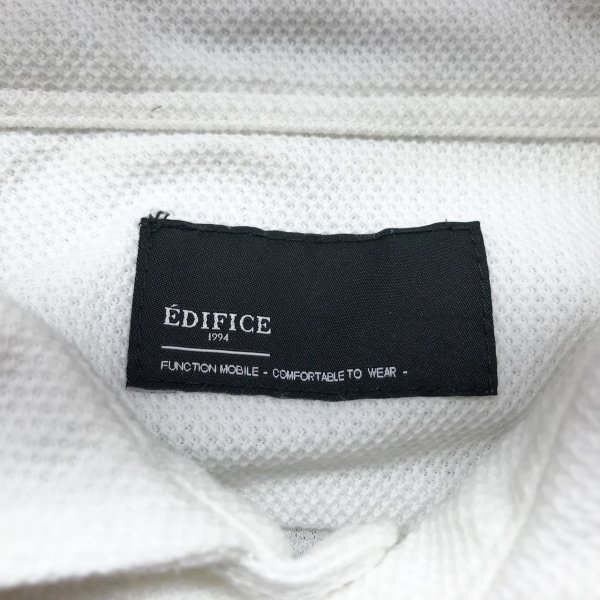 ÉDIFICE
1994
FUNCTION MOBILE - COMFORTABLE TO WEAR -